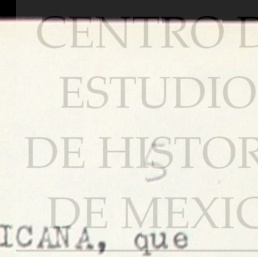 CENTRO D
ESTUDIO
DE HISTOR
5
DE MEXIC
ICANA, que